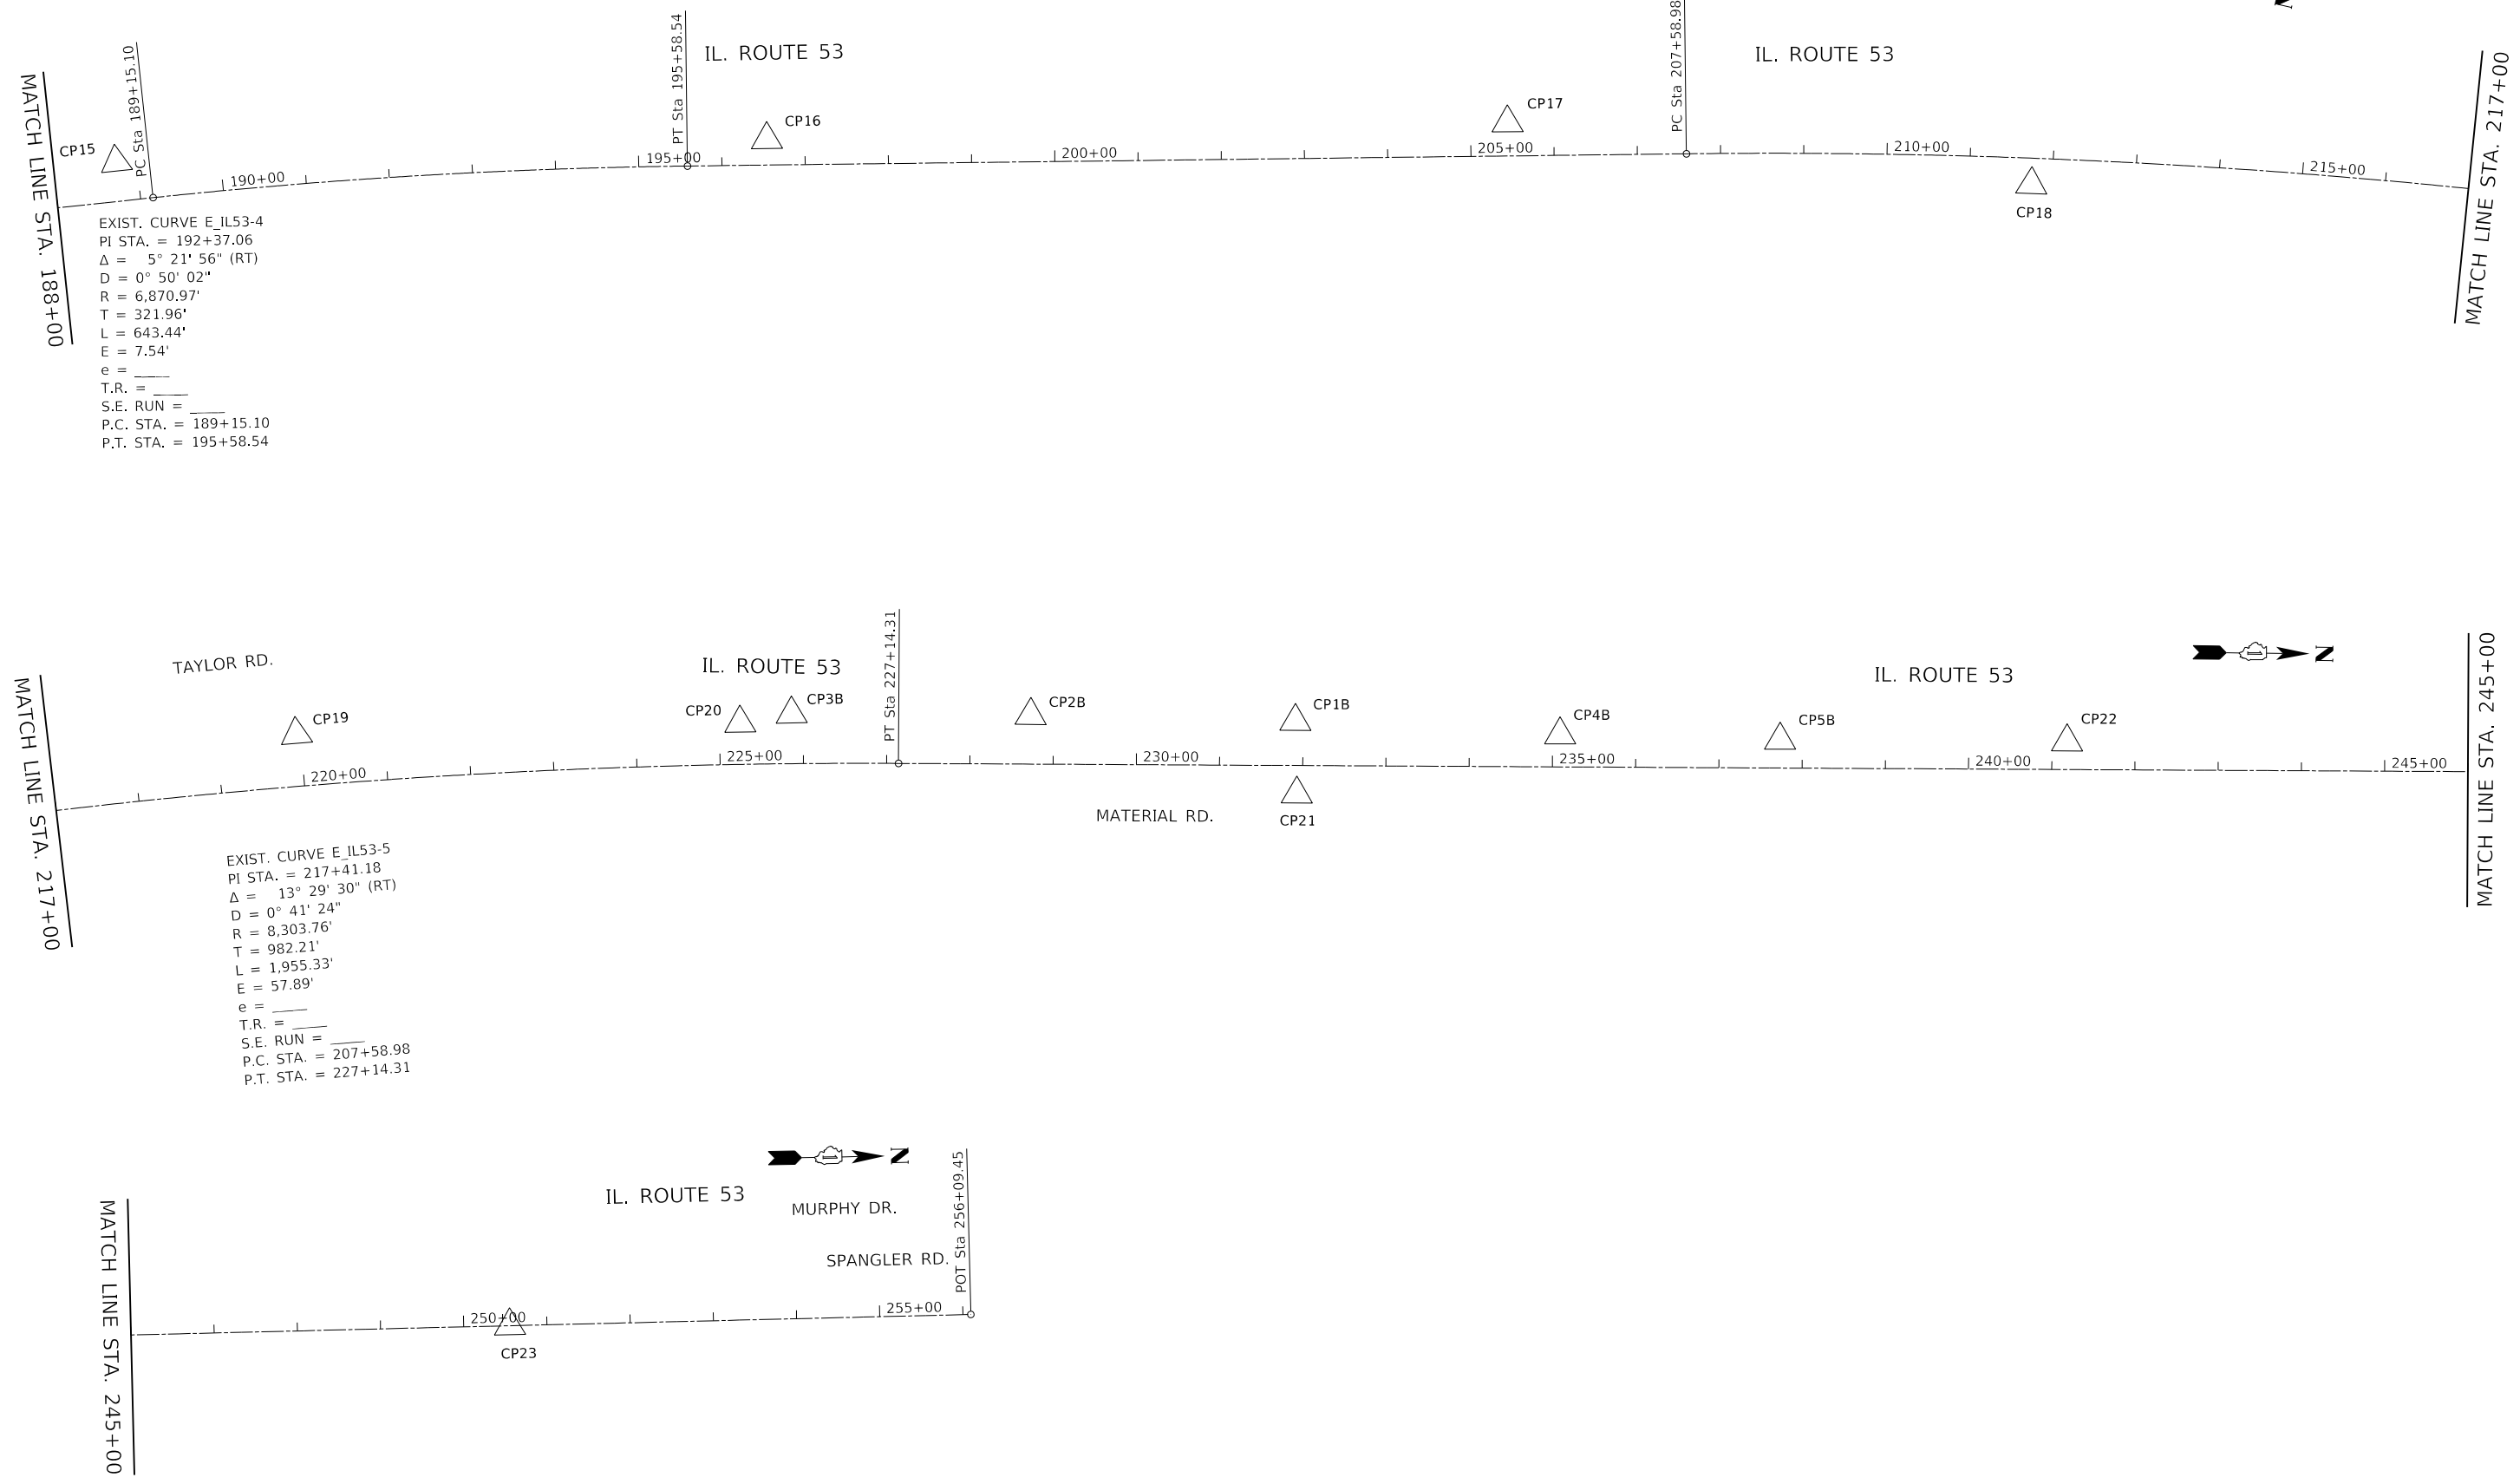 MATCH LINE STA. 188+00
CP15
PC Sta 189+15.10
190+00
195+00
PT Sta 195+58.54
IL. ROUTE 53
CP16
200+00
205+00
CP17
PC Sta 207+58.98
IL. ROUTE 53
210+00
CP18
215+00
N
MATCH LINE STA. 217+00
EXIST. CURVE E_IL53-4
PI STA. = 192+37.06
Δ = 5° 21' 56" (RT)
D = 0° 50' 02"
R = 6,870.97'
T = 321.96'
L = 643.44'
E = 7.54'
e = ____
T.R. = ____
S.E. RUN = ____
P.C. STA. = 189+15.10
P.T. STA. = 195+58.54
MATCH LINE STA. 217+00
TAYLOR RD.
CP19
220+00
IL. ROUTE 53
CP20
CP3B
225+00
PT Sta 227+14.31
CP2B
230+00
MATERIAL RD.
CP1B
CP21
CP4B
235+00
CP5B
IL. ROUTE 53
240+00
CP22
N
245+00
MATCH LINE STA. 245+00
EXIST. CURVE E_IL53-5
PI STA. = 217+41.18
Δ = 13° 29' 30" (RT)
D = 0° 41' 24"
R = 8,303.76'
T = 982.21'
L = 1,955.33'
E = 57.89'
e = ____
T.R. = ____
S.E. RUN = ____
P.C. STA. = 207+58.98
P.T. STA. = 227+14.31
MATCH LINE STA. 245+00
250+00
CP23
IL. ROUTE 53
N
MURPHY DR.
SPANGLER RD.
255+00
POT Sta 256+09.45